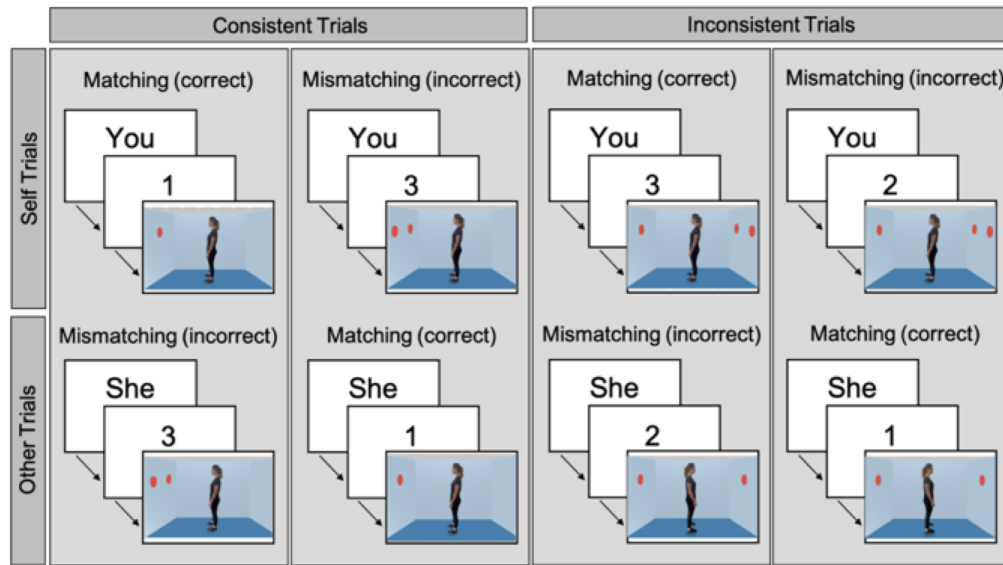 Consistent Trials
Inconsistent Trials
Self Trials
Matching (correct)
You
1
Mismatching (incorrect)
You
3
Matching (correct)
You
3
Mismatching (incorrect)
You
2
Other Trials
Mismatching (incorrect)
She
3
Matching (correct)
She
1
Mismatching (incorrect)
She
2
Matching (correct)
She
1